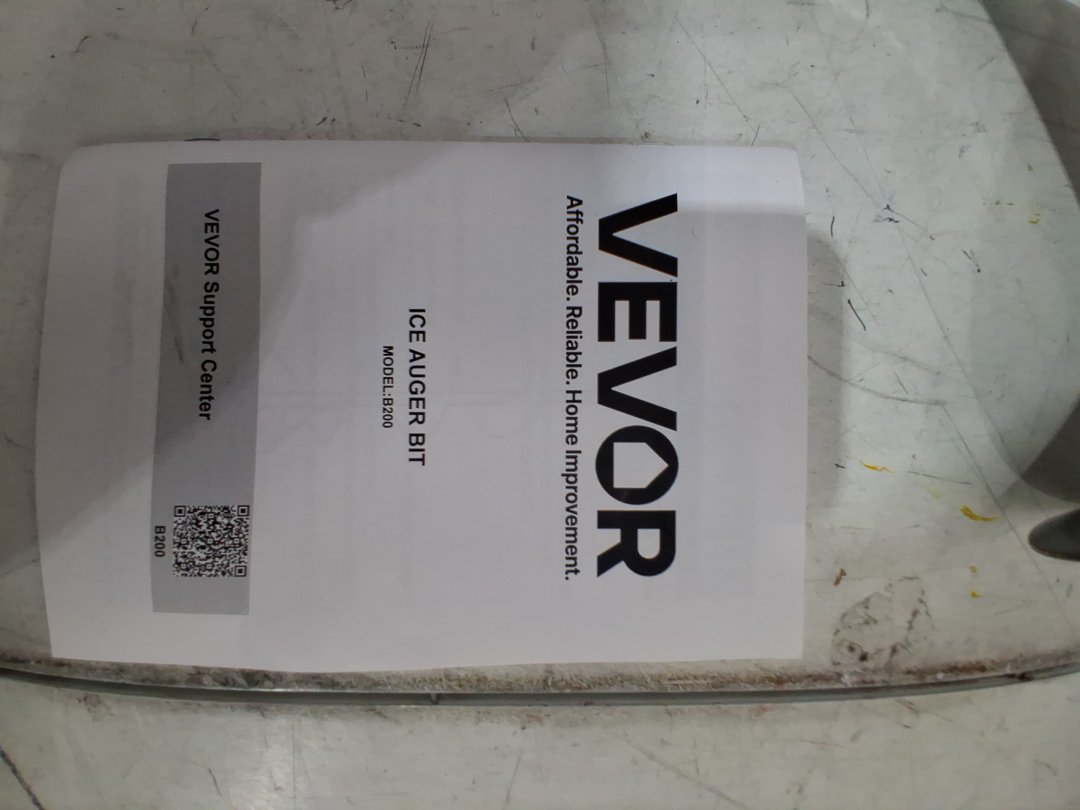 VEVOR
Affordable. Reliable. Home Improvement.
ICE AUGER BIT
MODEL:B200
VEVOR Support Center
B200